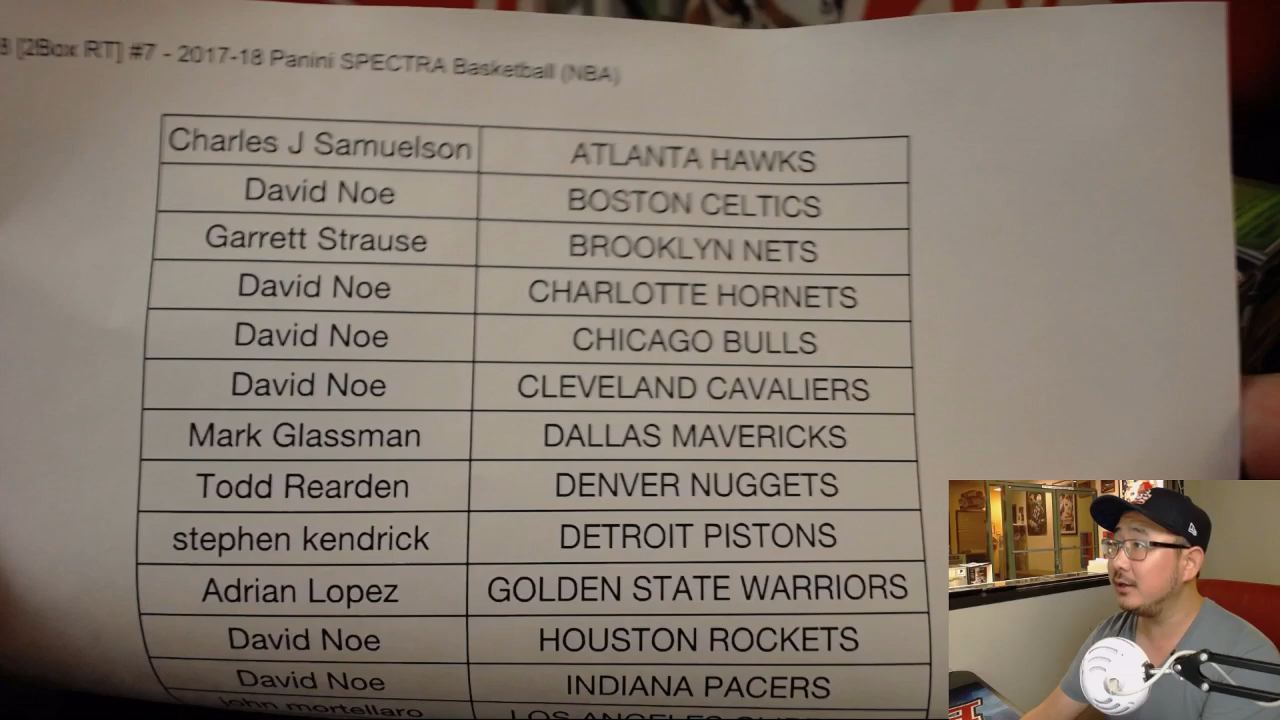 [2Box RT] #7 - 2017-18 Panini SPECTRA Basketball (NBA)
Charles J Samuelson ATLANTA HAWKS
David Noe BOSTON CELTICS
Garrett Strause BROOKLYN NETS
David Noe CHARLOTTE HORNETS
David Noe CHICAGO BULLS
David Noe CLEVELAND CAVALIERS
Mark Glassman DALLAS MAVERICKS
Todd Rearden DENVER NUGGETS
stephen kendrick DETROIT PISTONS
Adrian Lopez GOLDEN STATE WARRIORS
David Noe HOUSTON ROCKETS
David Noe INDIANA PACERS
john mortellaro LOS ANGELES